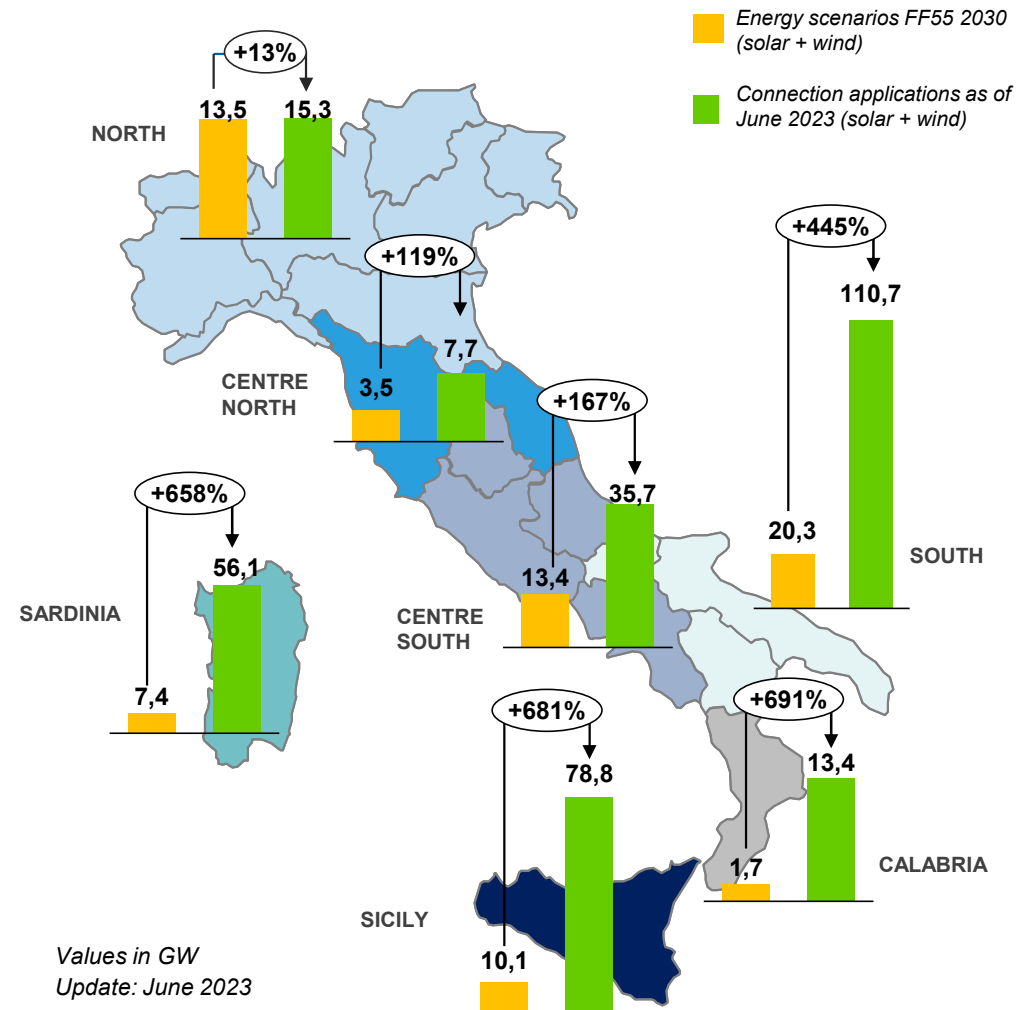 Energy scenarios FF55 2030
(solar + wind)
Connection applications as of
June 2023 (solar + wind)
+13%
13,5
15,3
NORTH
+445%
110,7
20,3
SOUTH
+119%
7,7
3,5
CENTRE
NORTH
+167%
35,7
13,4
CENTRE
SOUTH
+658%
56,1
7,4
SARDINIA
+691%
13,4
1,7
CALABRIA
+681%
78,8
10,1
SICILY
Values in GW
Update: June 2023